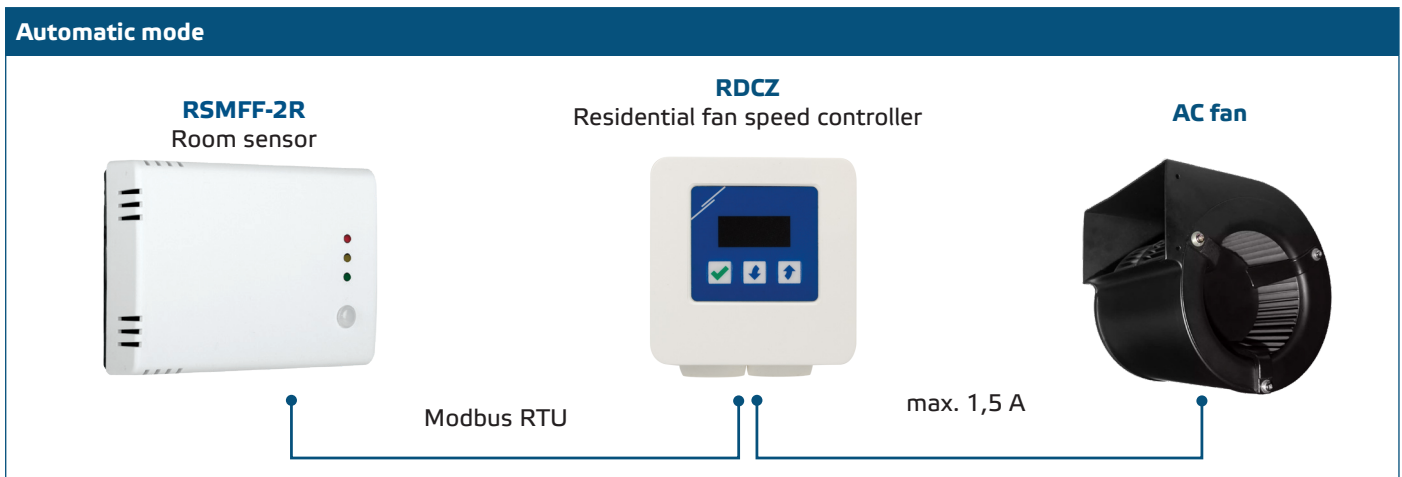 Automatic mode
RSMFF-2R
Room sensor
RDCZ
Residential fan speed controller
AC fan
Modbus RTU
max. 1,5 A